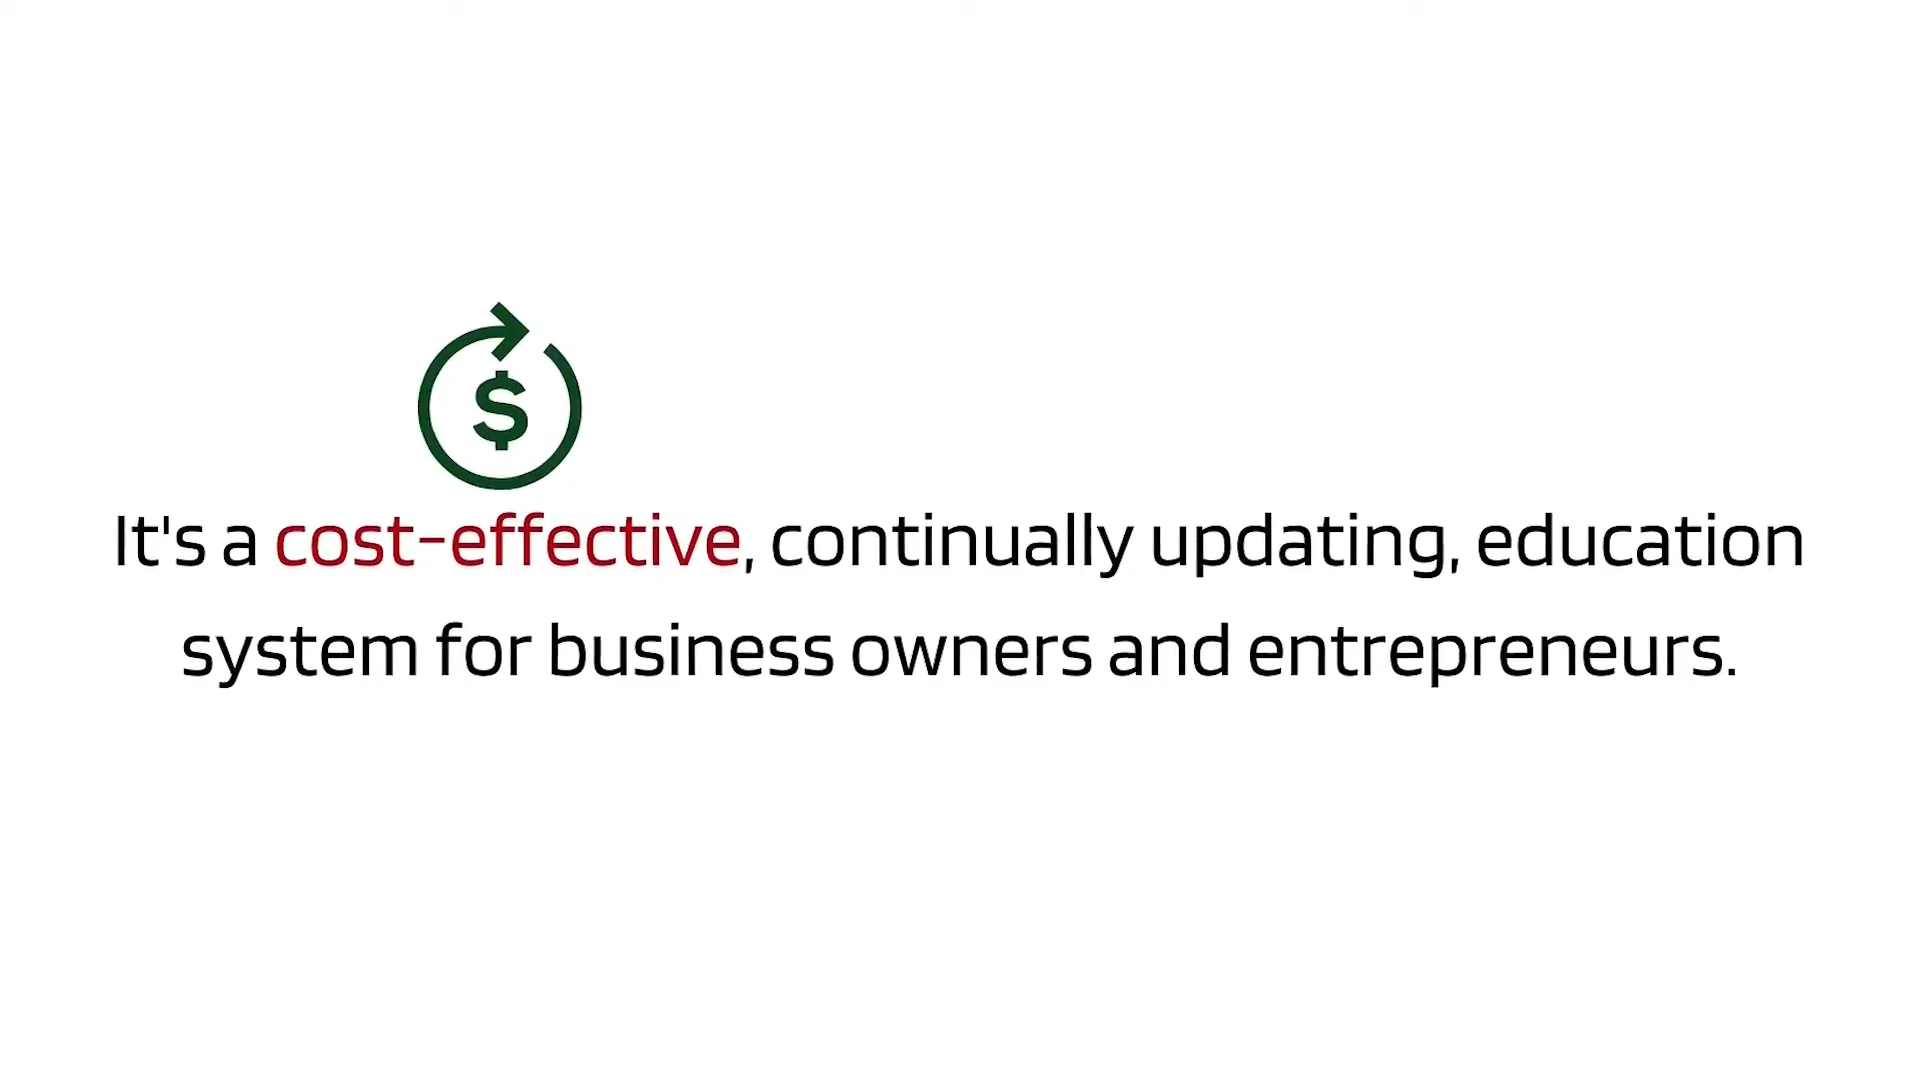 $
It's a cost-effective, continually updating, education
system for business owners and entrepreneurs.